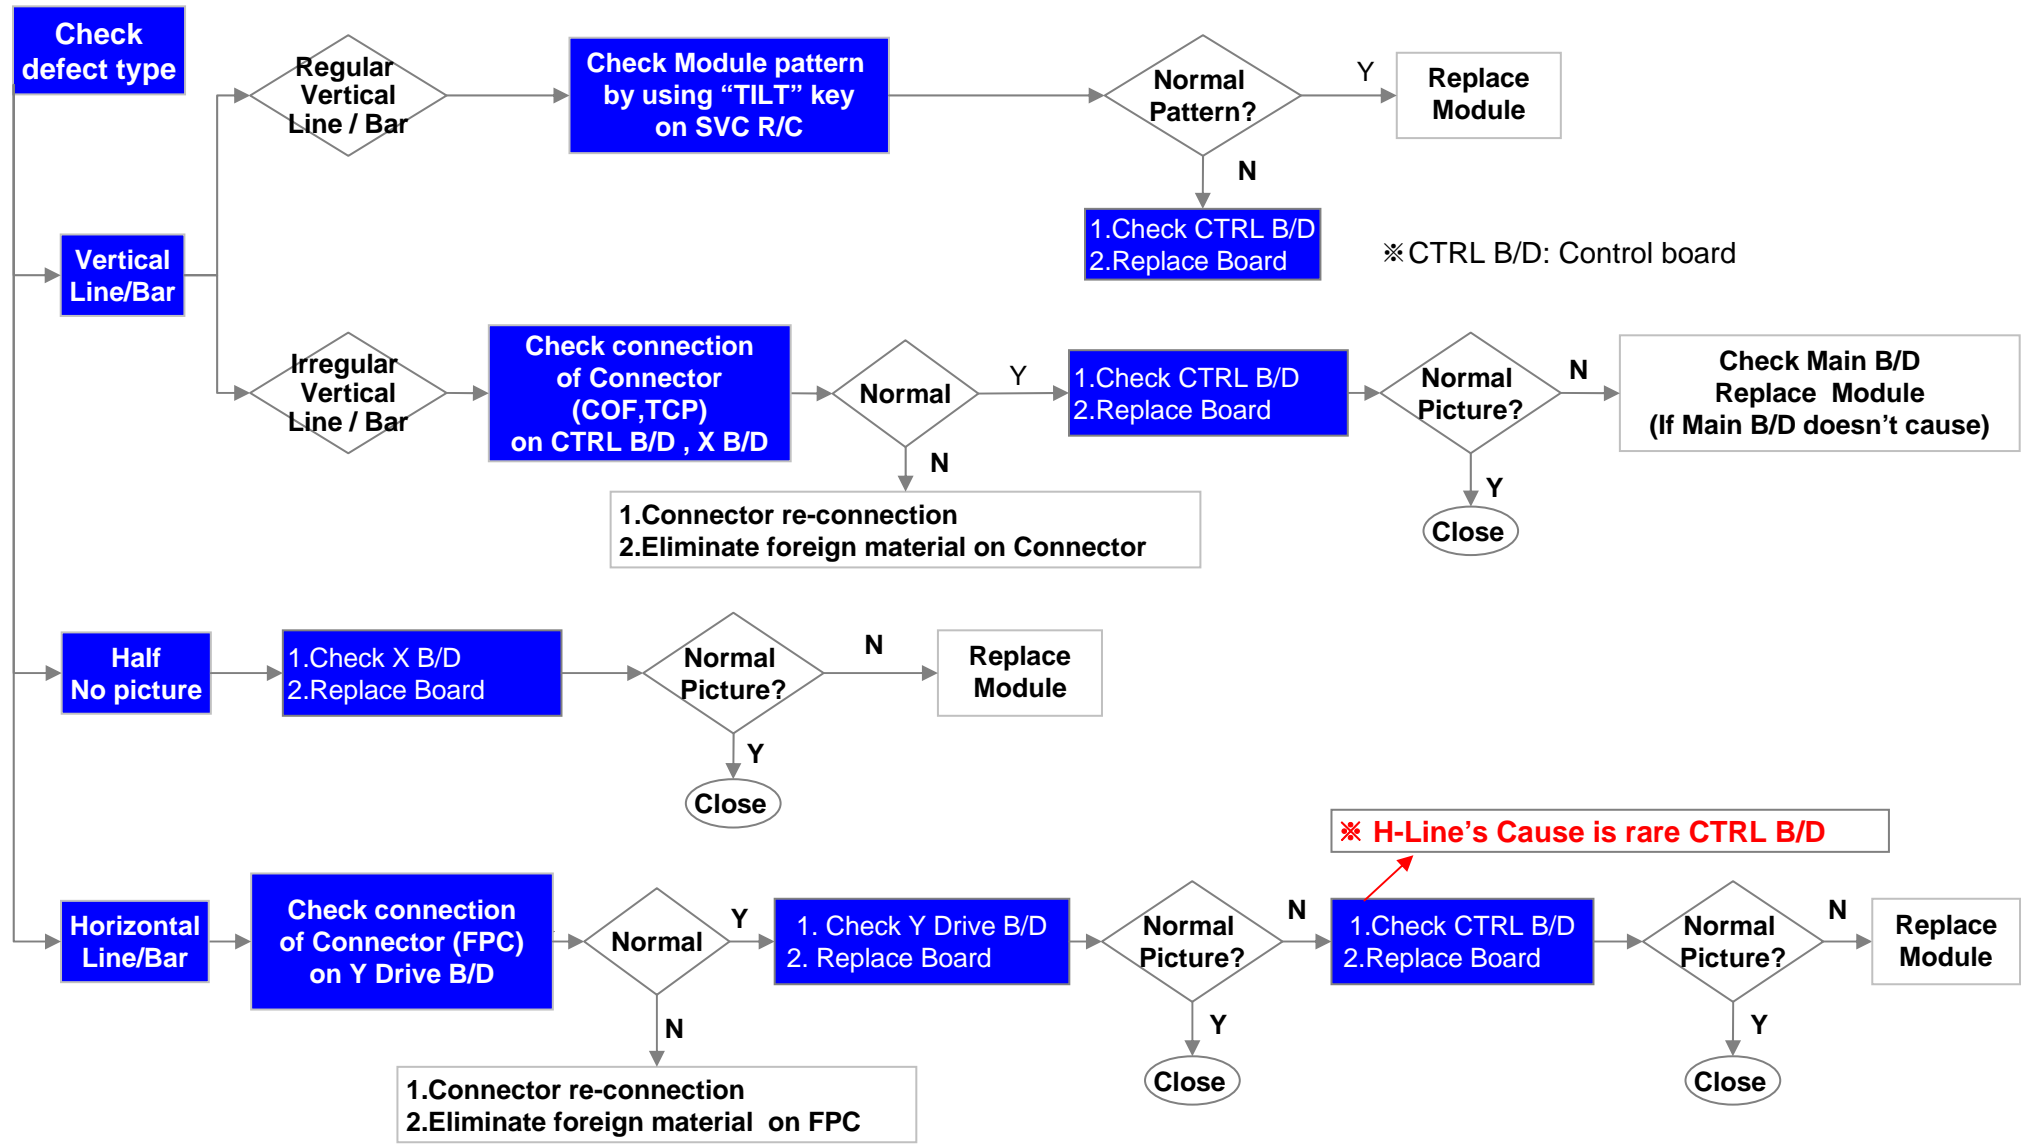 Check
defect type
Regular
Vertical
Line / Bar
Check Module pattern
by using “TILT” key
on SVC R/C
Normal
Pattern?
Y
Replace
Module
N
1.Check CTRL B/D
2.Replace Board
※CTRL B/D: Control board
Vertical
Line/Bar
Irregular
Vertical
Line / Bar
Check connection
of Connector
(COF,TCP)
on CTRL B/D , X B/D
Normal
Y
1.Check CTRL B/D
2.Replace Board
Normal
Picture?
N
Check Main B/D
Replace  Module
(If Main B/D doesn’t cause)
N
1.Connector re-connection
2.Eliminate foreign material on Connector
Y
Close
Half
No picture
1.Check X B/D
2.Replace Board
Normal
Picture?
N
Replace
Module
Y
Close
※ H-Line’s Cause is rare CTRL B/D
Horizontal
Line/Bar
Check connection
of Connector (FPC)
on Y Drive B/D
Normal
Y
1. Check Y Drive B/D
2. Replace Board
Normal
Picture?
N
1.Check CTRL B/D
2.Replace Board
Normal
Picture?
N
Replace
Module
N
1.Connector re-connection
2.Eliminate foreign material  on FPC
Y
Close
Y
Close